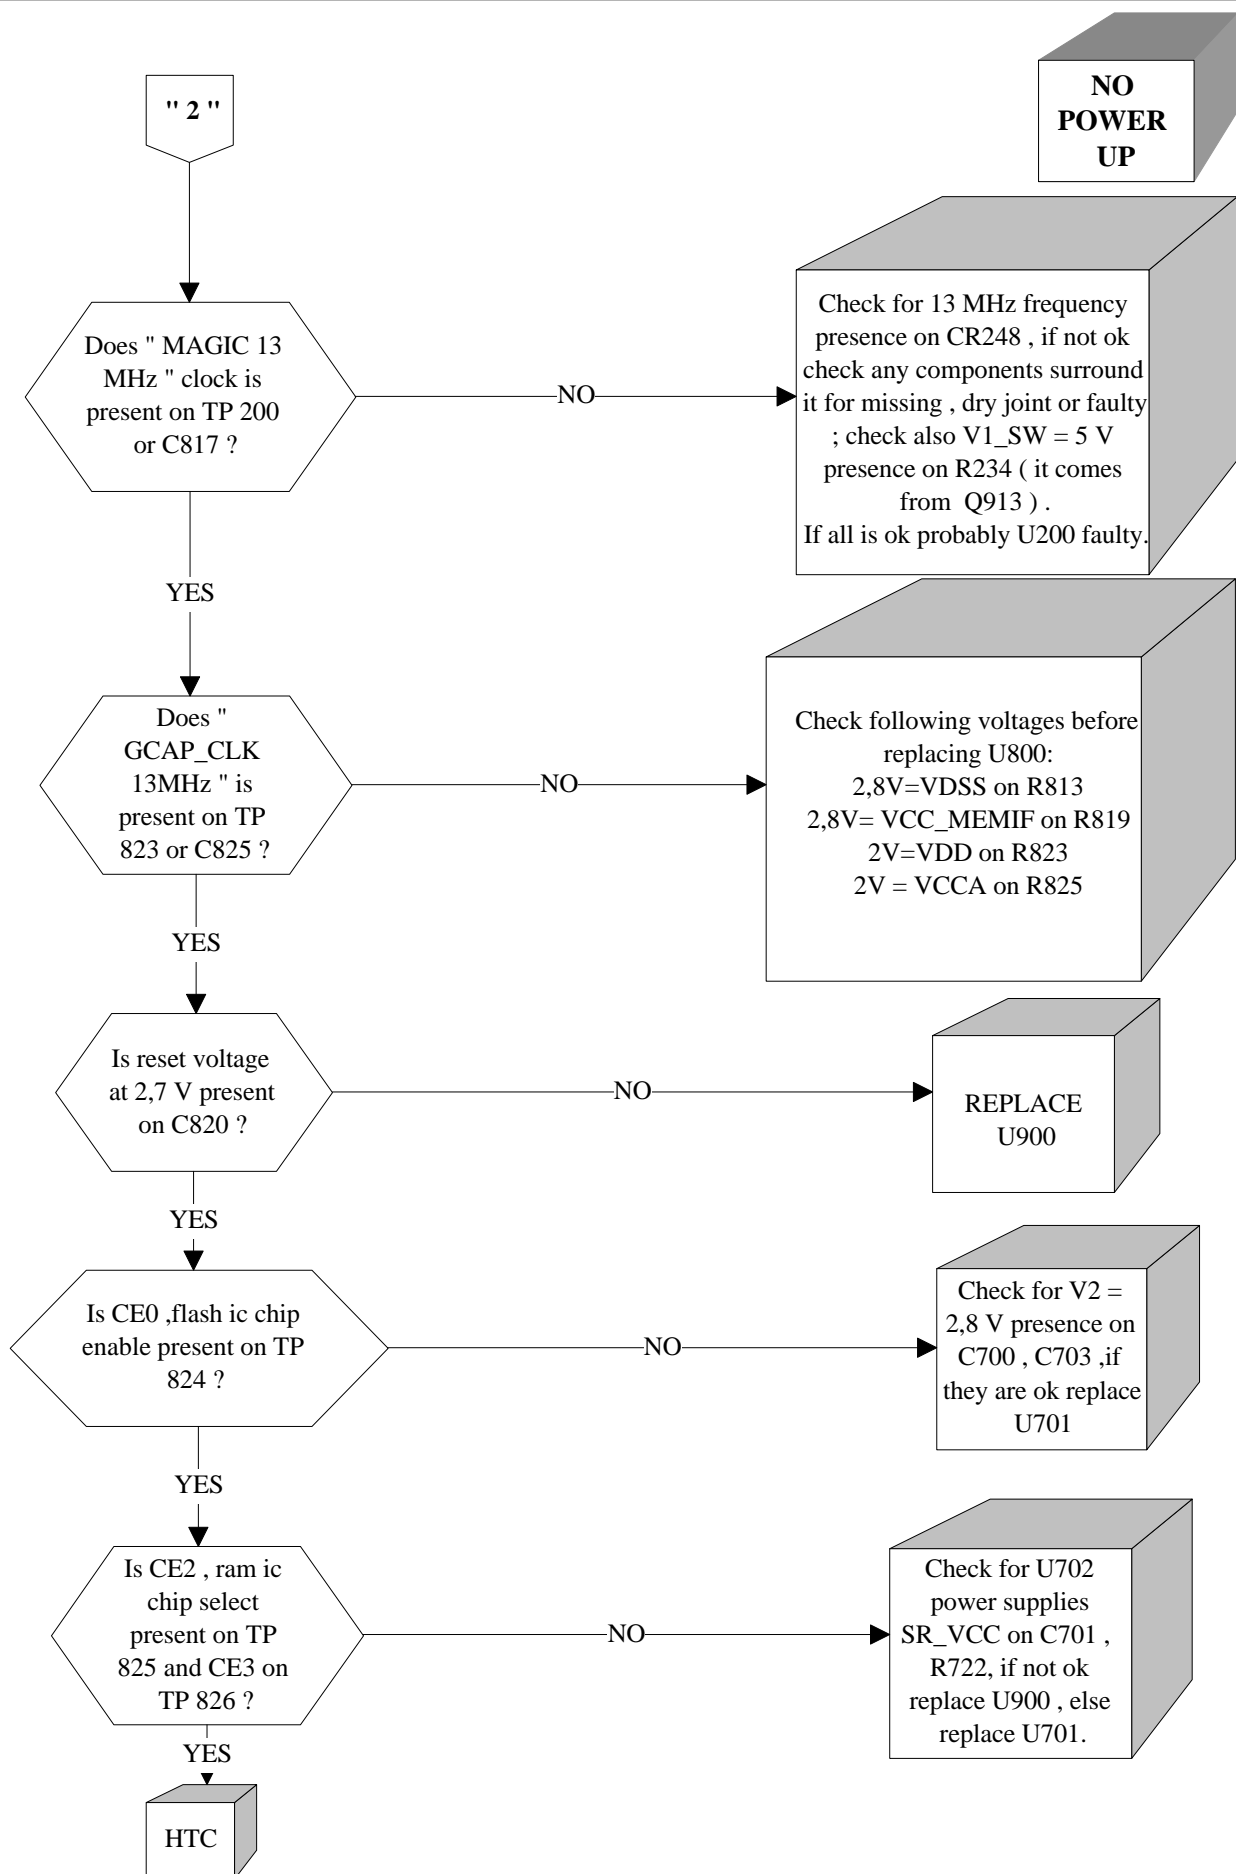 " 2 "
NO
POWER
UP
Does " MAGIC 13
MHz " clock is
present on TP 200
or C817 ?
NO
Check for 13 MHz frequency
presence on CR248 , if not ok
check any components surround
it for missing , dry joint or faulty
; check also V1_SW = 5 V
presence on R234 ( it comes
from Q913 ) .
If all is ok probably U200 faulty.
YES
Does "
GCAP_CLK
13MHz " is
present on TP
823 or C825 ?
NO
Check following voltages before
replacing U800:
2,8V=VDSS on R813
2,8V= VCC_MEMIF on R819
2V=VDD on R823
2V = VCCA on R825
YES
Is reset voltage
at 2,7 V present
on C820 ?
NO
REPLACE
U900
YES
Is CE0 ,flash ic chip
enable present on TP
824 ?
NO
Check for V2 =
2,8 V presence on
C700 , C703 ,if
they are ok replace
U701
YES
Is CE2 , ram ic
chip select
present on TP
825 and CE3 on
TP 826 ?
NO
Check for U702
power supplies
SR_VCC on C701 ,
R722, if not ok
replace U900 , else
replace U701.
YES
HTC